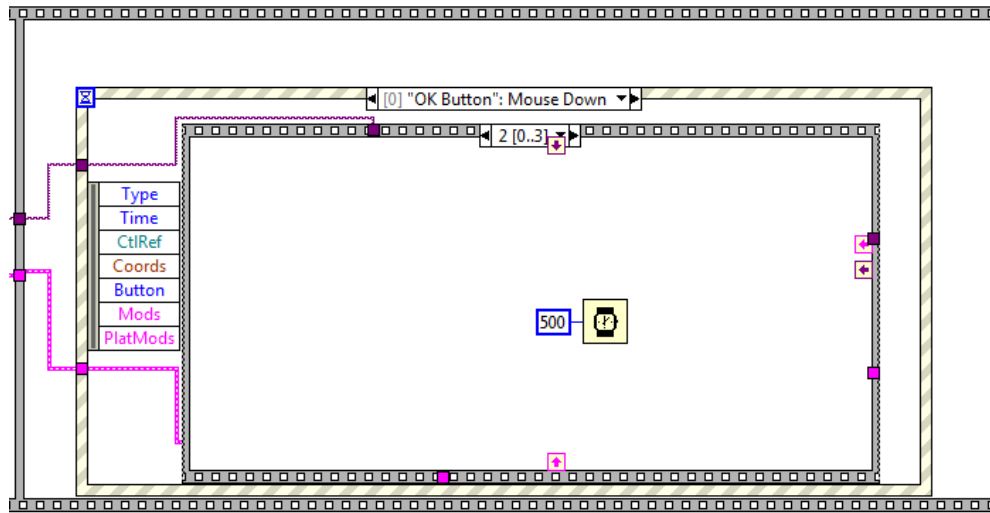 [0] "OK Button": Mouse Down
2 [0..3]
Type
Time
CtlRef
Coords
Button
Mods
PlatMods
500